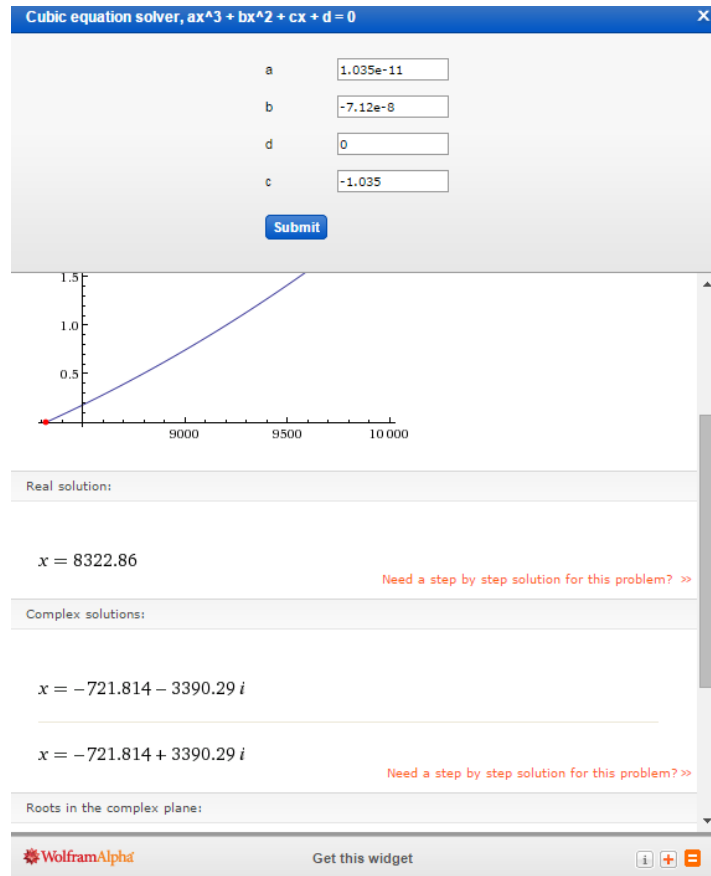 Cubic equation solver, ax^3 + bx^2 + cx + d = 0 x
a 1.035e-11
b -7.12e-8
d 0
c -1.035
Submit
1.5
1.0
0.5
9000 9500 10 000
Real solution:
x = 8322.86
Need a step by step solution for this problem? >>
Complex solutions:
x = −721.814 − 3390.29 i
x = −721.814 + 3390.29 i
Need a step by step solution for this problem? >>
Roots in the complex plane:
WolframAlpha Get this widget i + =